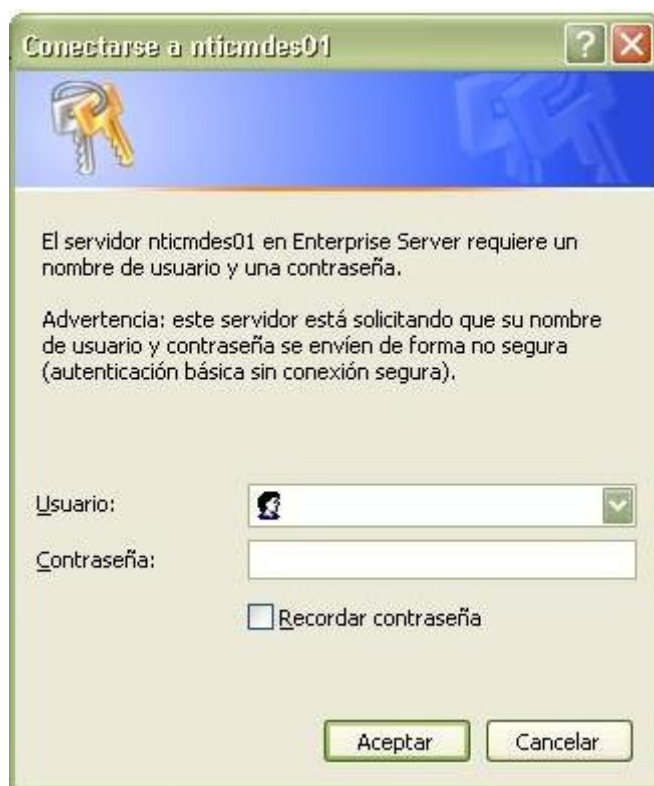 Conectarse a nticmdes01
El servidor nticmdes01 en Enterprise Server requiere un
nombre de usuario y una contraseña.
Advertencia: este servidor está solicitando que su nombre
de usuario y contraseña se envíen de forma no segura
(autenticación básica sin conexión segura).
Usuario:
Contraseña:
Recordar contraseña
Aceptar Cancelar